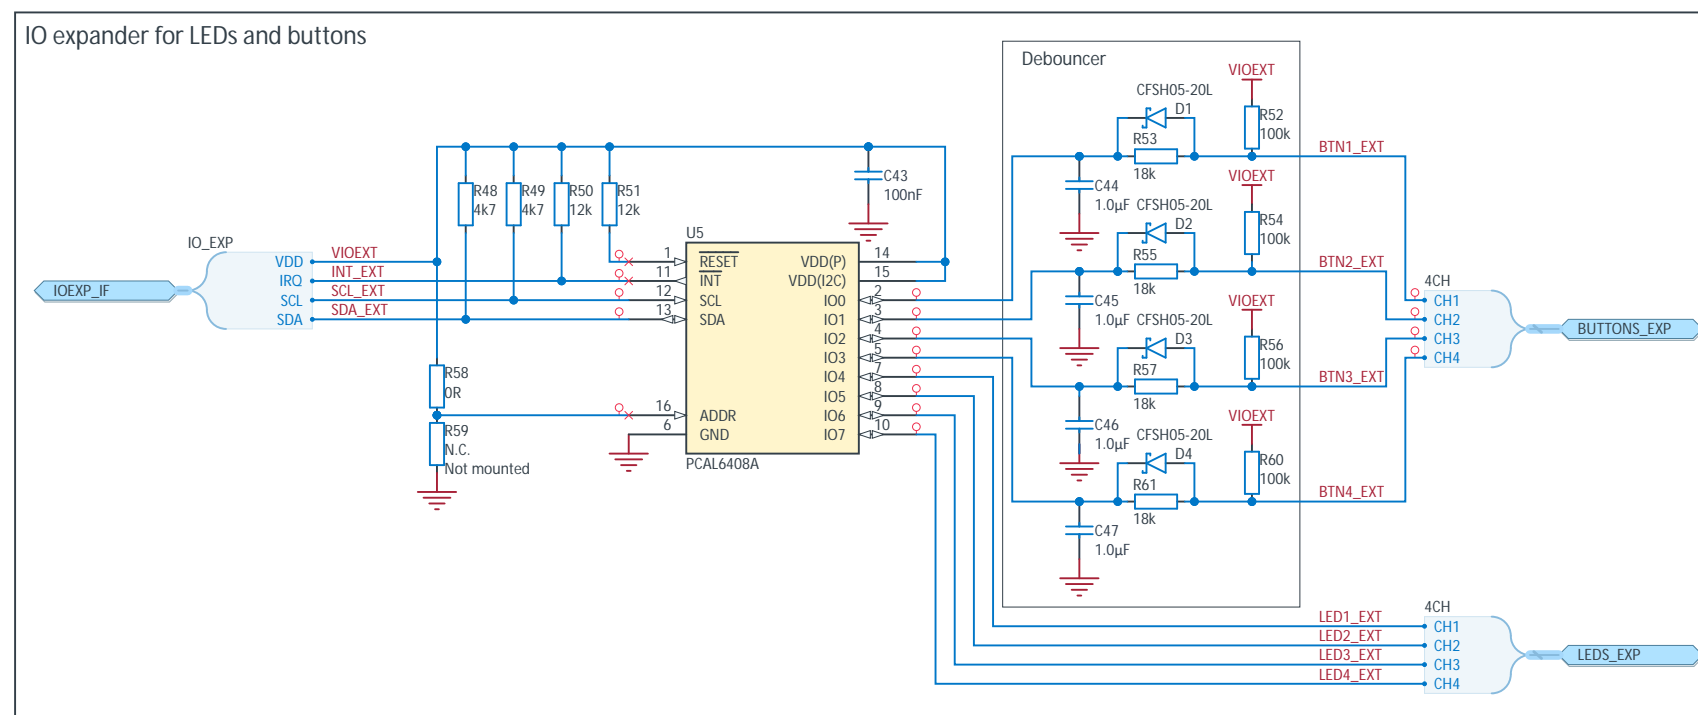 IO expander for LEDs and buttons
Debouncer
IOEXP_IF
IO_EXP
VDD
IRQ
SCL
SDA
VIOEXT
INT_EXT
SCL_EXT
SDA_EXT
R48
4k7
R49
4k7
R50
12k
R51
12k
C43
100nF
R58
0R
R59
N.C.
Not mounted
U5
1
11
12
13
16
6
RESET
INT
SCL
SDA
ADDR
GND
VDD(P)
VDD(I2C)
IO0
IO1
IO2
IO3
IO4
IO5
IO6
IO7
14
15
2
3
4
5
7
8
9
10
PCAL6408A
CFSH05-20L
D1
R53
18k
C44
1.0µF
VIOEXT
R52
100k
BTN1_EXT
CFSH05-20L
D2
R55
18k
C45
1.0µF
VIOEXT
R54
100k
BTN2_EXT
CFSH05-20L
D3
R57
18k
C46
1.0µF
VIOEXT
R56
100k
BTN3_EXT
CFSH05-20L
D4
R61
18k
C47
1.0µF
VIOEXT
R60
100k
BTN4_EXT
4CH
CH1
CH2
CH3
CH4
BUTTONS_EXP
LED1_EXT
LED2_EXT
LED3_EXT
LED4_EXT
4CH
CH1
CH2
CH3
CH4
LEDS_EXP